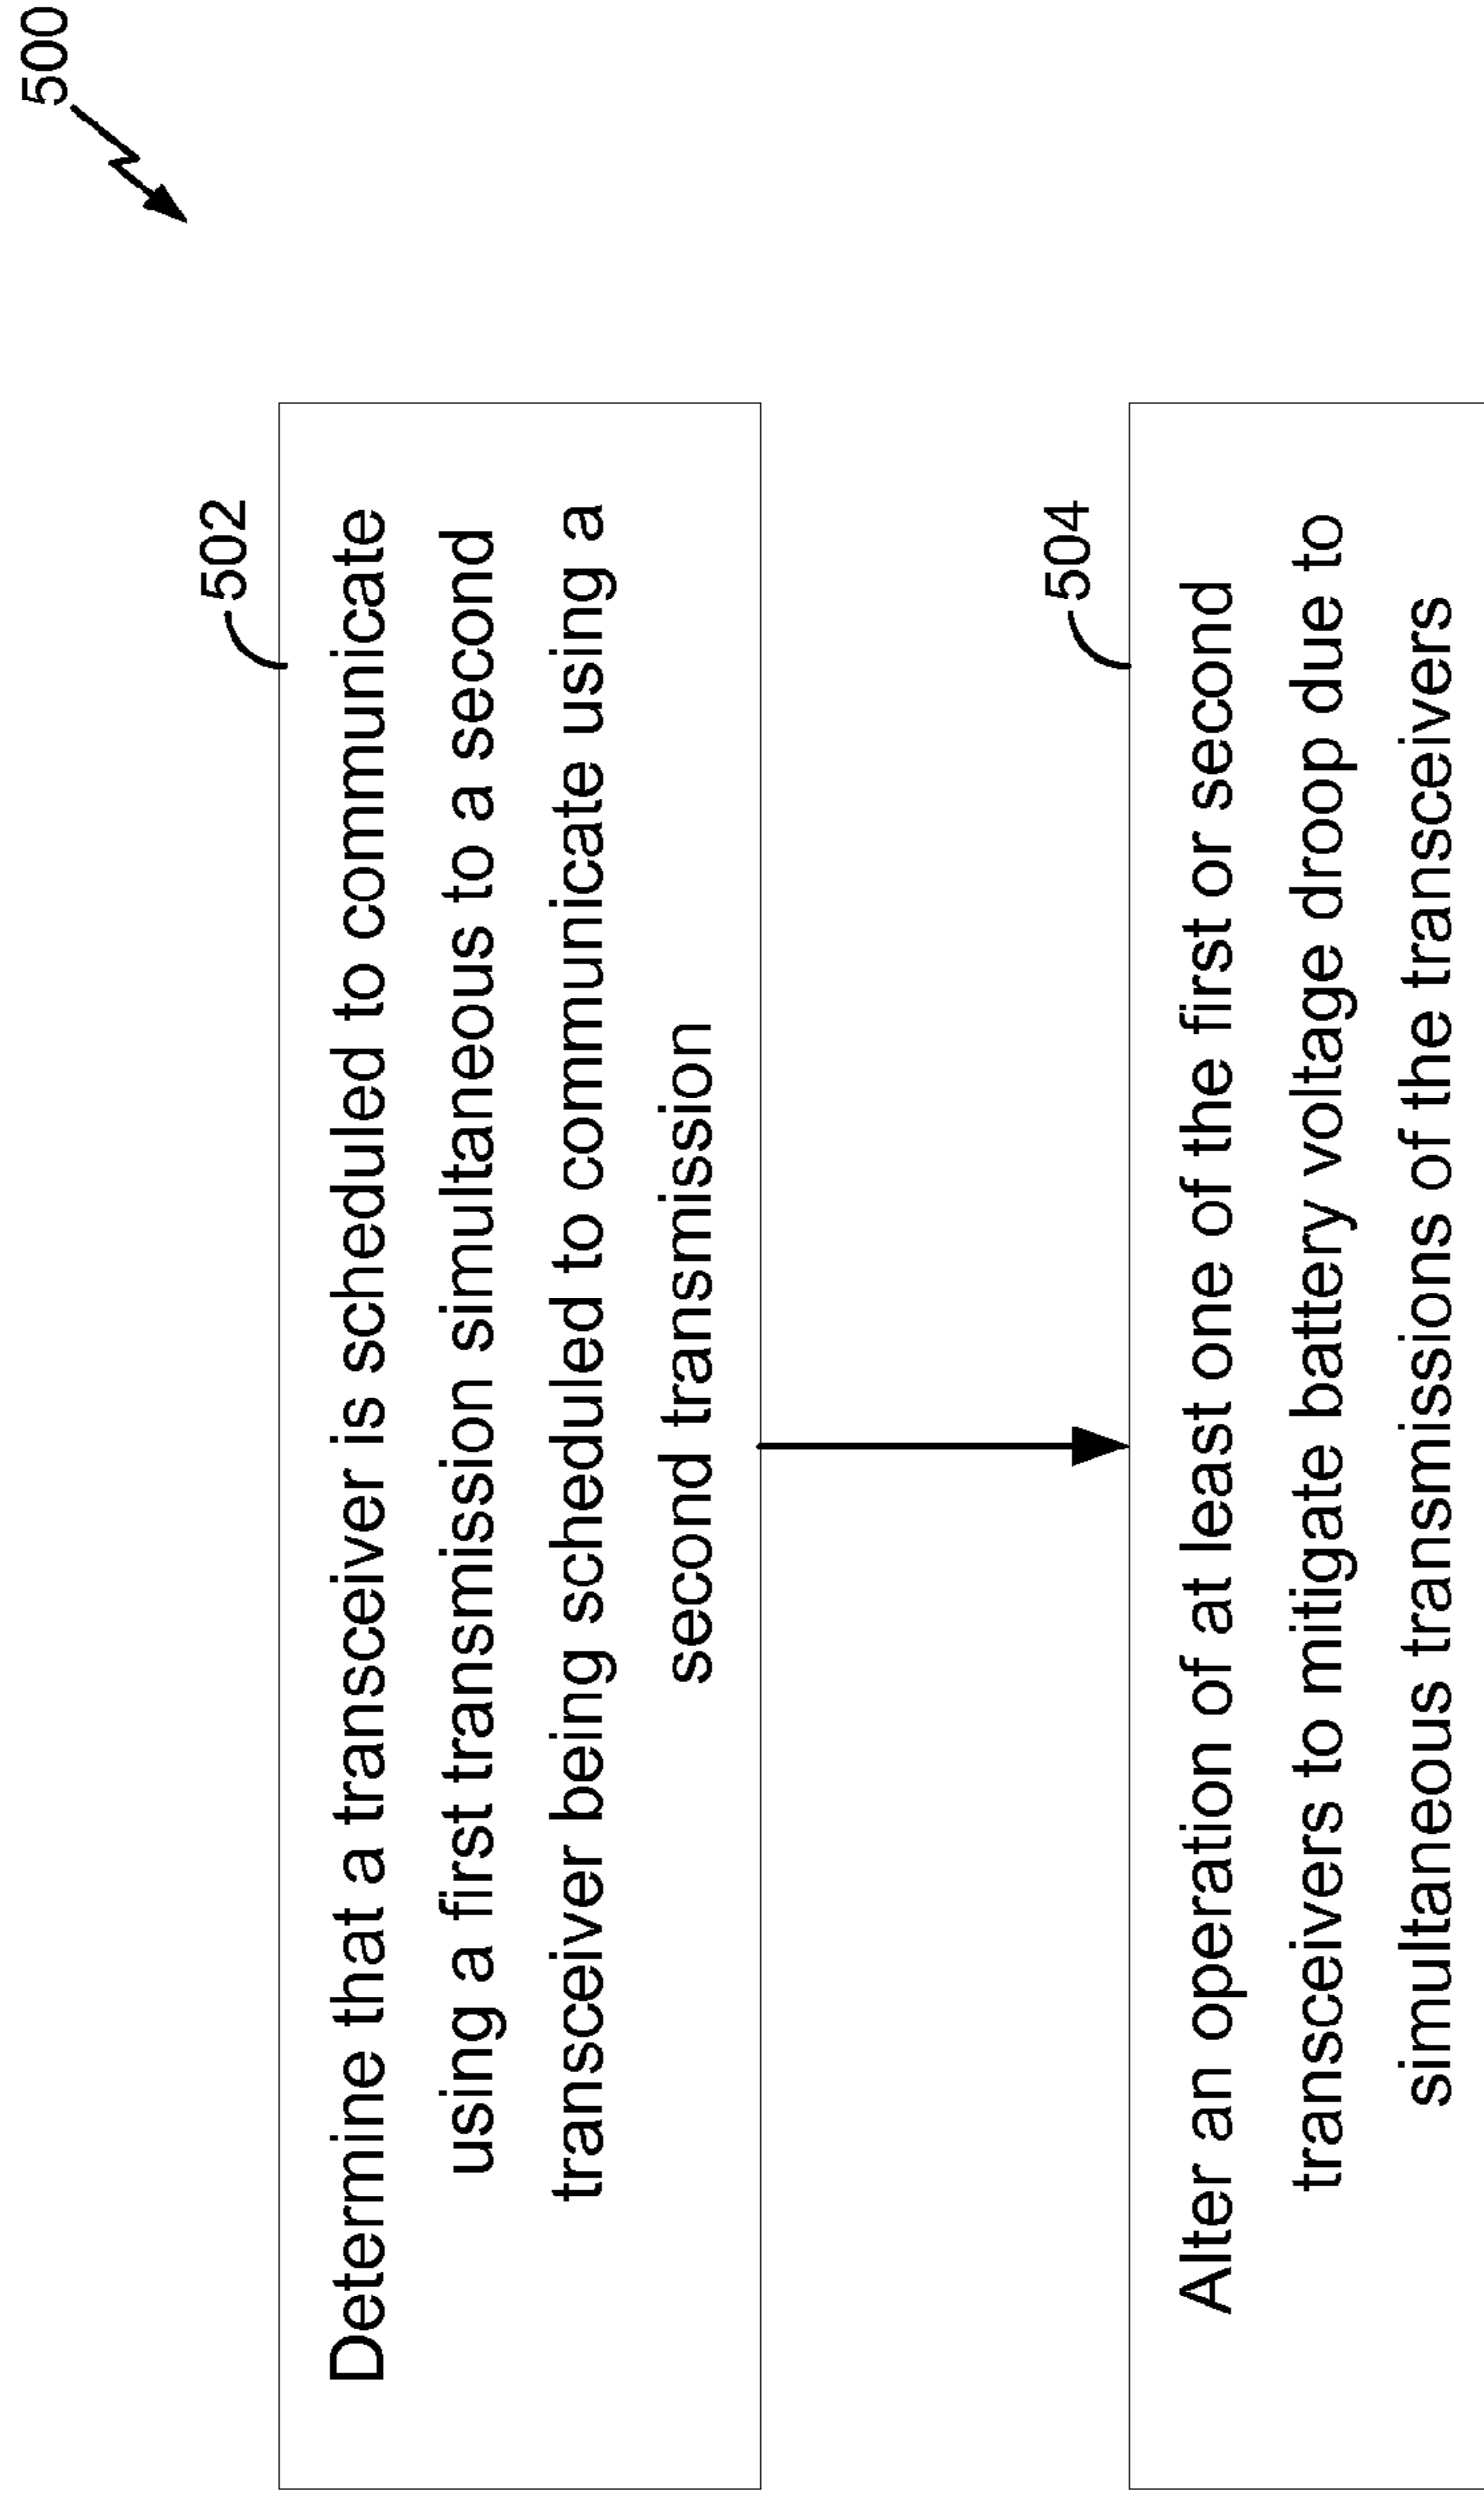 500
502
Determine that a transceiver is scheduled to communicate
using a first transmission simultaneous to a second
transceiver being scheduled to communicate using a
second transmission
504
Alter an operation of at least one of the first or second
transceivers to mitigate battery voltage droop due to
simultaneous transmissions of the transceivers